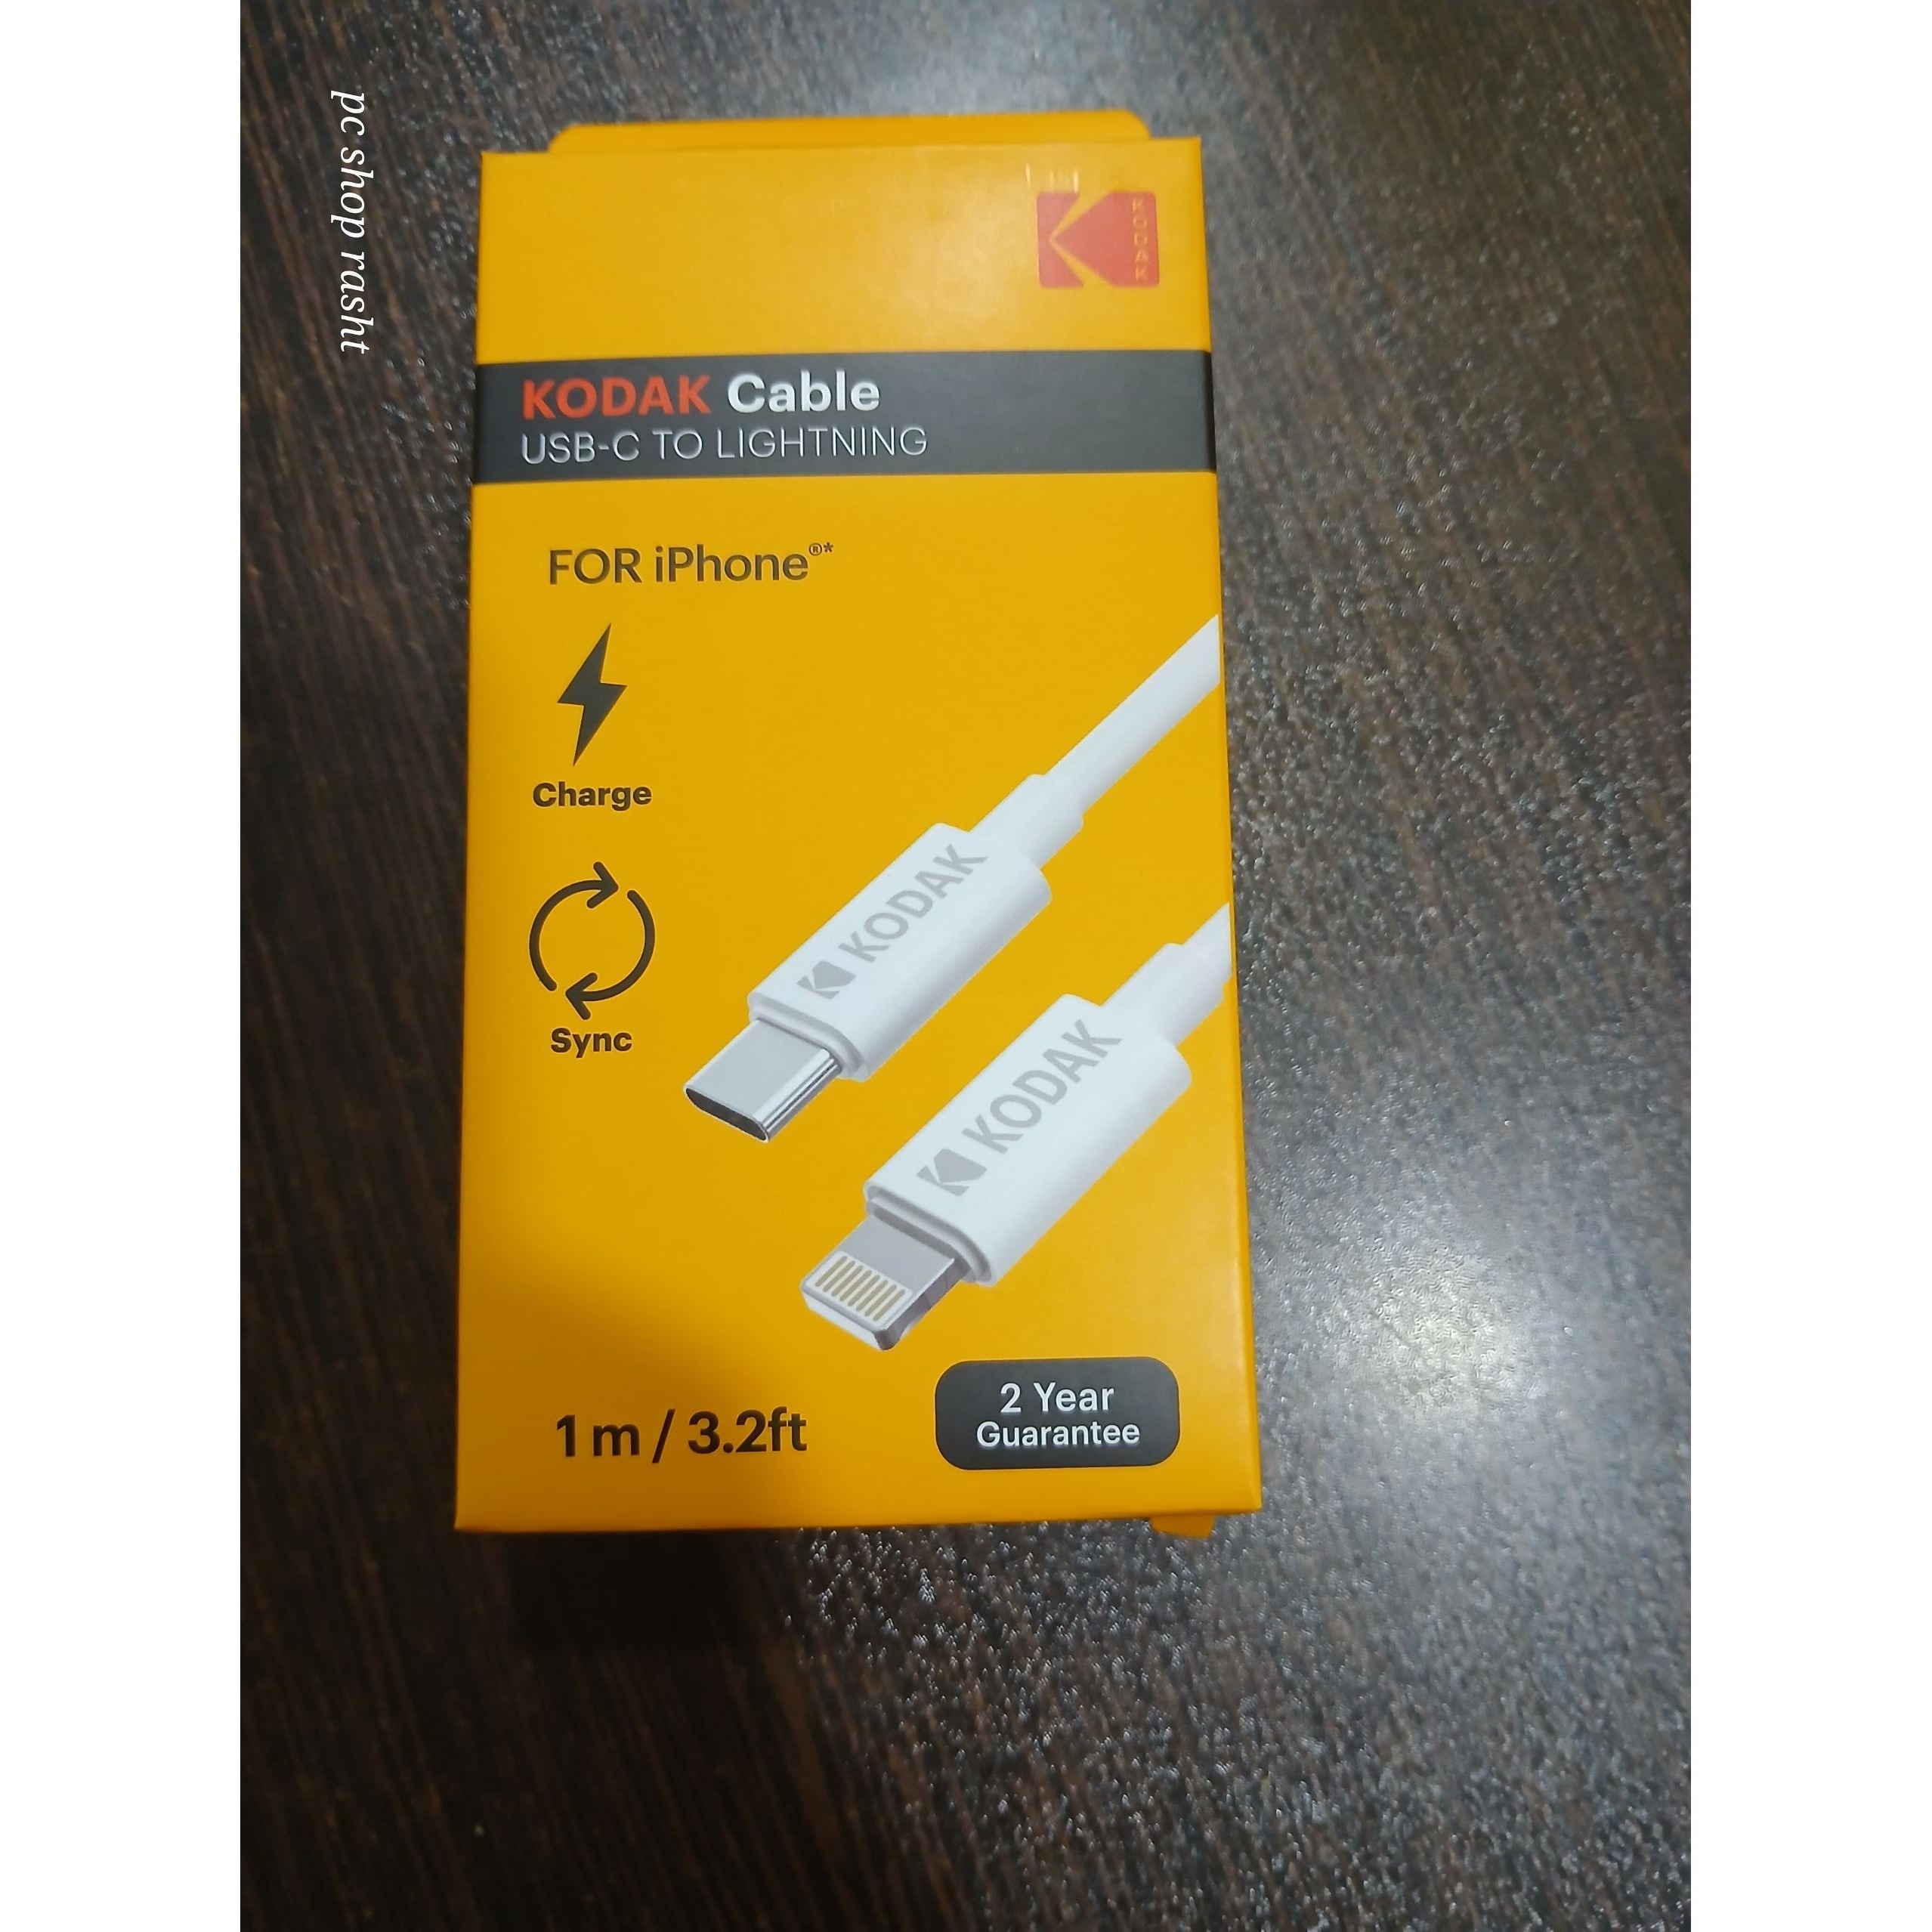 pc shop rasht
KODAK
KODAK Cable
USB-C TO LIGHTNING
FOR iPhone®*
Charge
Sync
KODAK
KODAK
1 m / 3.2ft
2 Year
Guarantee